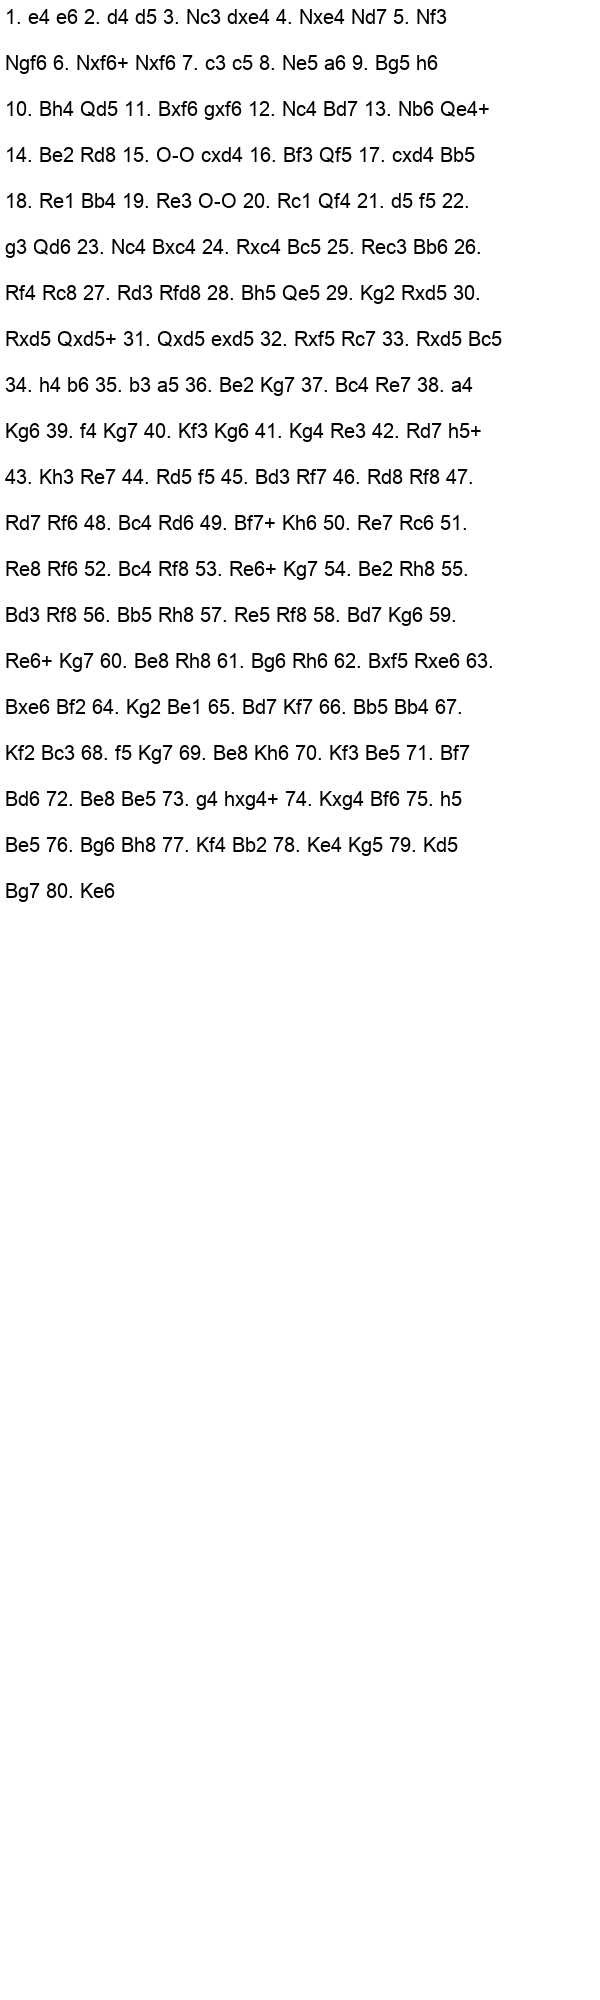 1. e4 e6 2. d4 d5 3. Nc3 dxe4 4. Nxe4 Nd7 5. Nf3
Ngf6 6. Nxf6+ Nxf6 7. c3 c5 8. Ne5 a6 9. Bg5 h6
10. Bh4 Qd5 11. Bxf6 gxf6 12. Nc4 Bd7 13. Nb6 Qe4+
14. Be2 Rd8 15. O-O cxd4 16. Bf3 Qf5 17. cxd4 Bb5
18. Re1 Bb4 19. Re3 O-O 20. Rc1 Qf4 21. d5 f5 22.
g3 Qd6 23. Nc4 Bxc4 24. Rxc4 Bc5 25. Rec3 Bb6 26.
Rf4 Rc8 27. Rd3 Rfd8 28. Bh5 Qe5 29. Kg2 Rxd5 30.
Rxd5 Qxd5+ 31. Qxd5 exd5 32. Rxf5 Rc7 33. Rxd5 Bc5
34. h4 b6 35. b3 a5 36. Be2 Kg7 37. Bc4 Re7 38. a4
Kg6 39. f4 Kg7 40. Kf3 Kg6 41. Kg4 Re3 42. Rd7 h5+
43. Kh3 Re7 44. Rd5 f5 45. Bd3 Rf7 46. Rd8 Rf8 47.
Rd7 Rf6 48. Bc4 Rd6 49. Bf7+ Kh6 50. Re7 Rc6 51.
Re8 Rf6 52. Bc4 Rf8 53. Re6+ Kg7 54. Be2 Rh8 55.
Bd3 Rf8 56. Bb5 Rh8 57. Re5 Rf8 58. Bd7 Kg6 59.
Re6+ Kg7 60. Be8 Rh8 61. Bg6 Rh6 62. Bxf5 Rxe6 63.
Bxe6 Bf2 64. Kg2 Be1 65. Bd7 Kf7 66. Bb5 Bb4 67.
Kf2 Bc3 68. f5 Kg7 69. Be8 Kh6 70. Kf3 Be5 71. Bf7
Bd6 72. Be8 Be5 73. g4 hxg4+ 74. Kxg4 Bf6 75. h5
Be5 76. Bg6 Bh8 77. Kf4 Bb2 78. Ke4 Kg5 79. Kd5
Bg7 80. Ke6